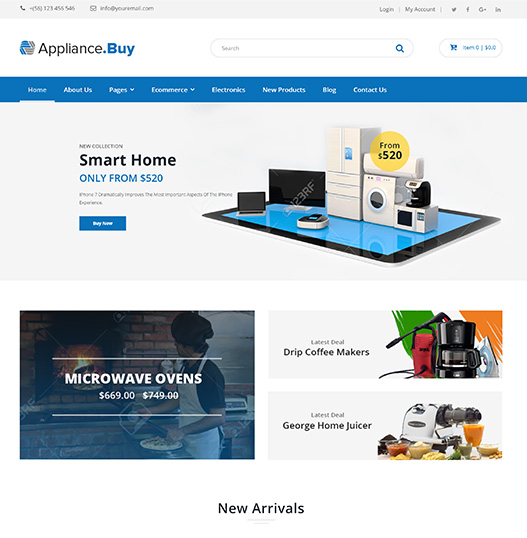 +(56) 123 456 546 info@youremail.com Login | My Account
Appliance.Buy Search Item 0 | $0.0
Home About Us Pages Ecommerce Electronics New Products Blog Contact Us
NEW COLLECTION
Smart Home
ONLY FROM $520
iPhone 7 Dramatically Improves The Most Important Aspects Of The iPhone
Experience.
Buy Now
From
$520
123RF
MICROWAVE OVENS
$669.00 $749.00
Latest Deal
Drip Coffee Makers
Latest Deal
George Home Juicer
New Arrivals